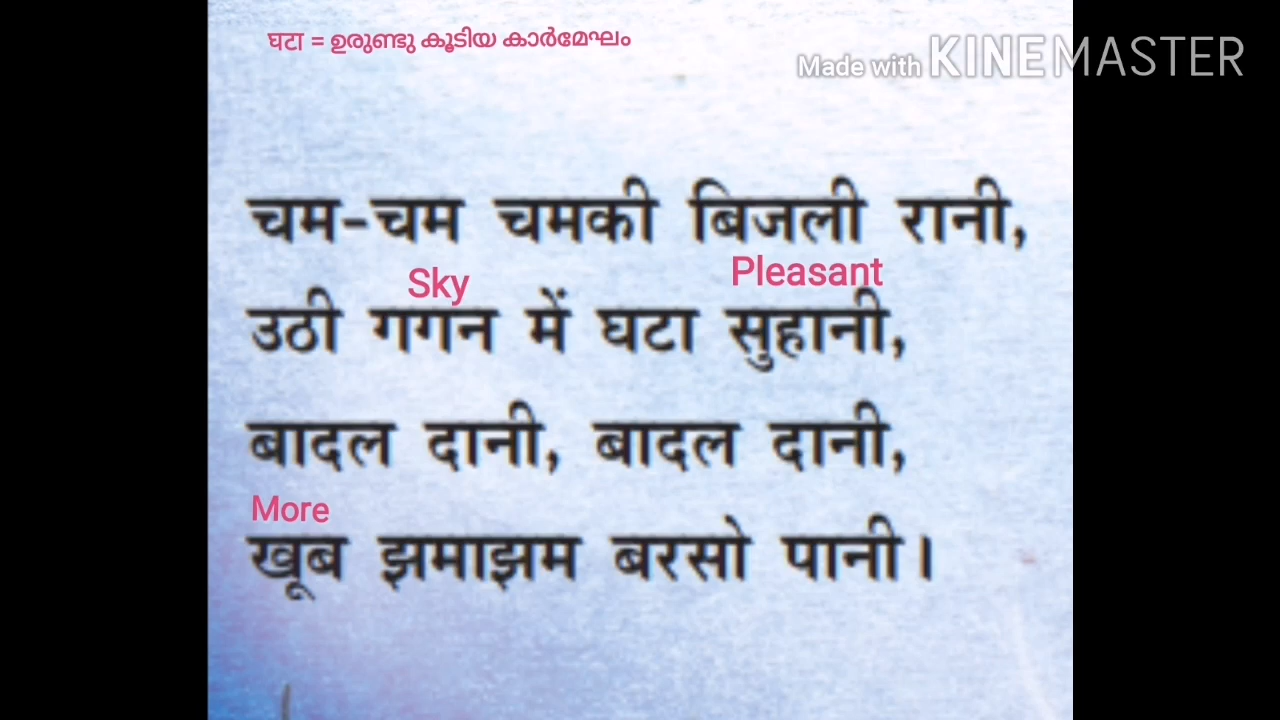 घटा = ഉരുണ്ടു കൂടിയ കാർമേഘം
Made with KINEMASTER
चम-चम चमकी बिजली रानी,
Pleasant
Sky
उठी गगन में घटा सुहानी,
बादल दानी, बादल दानी,
More
खूब झमाझम बरसो पानी।